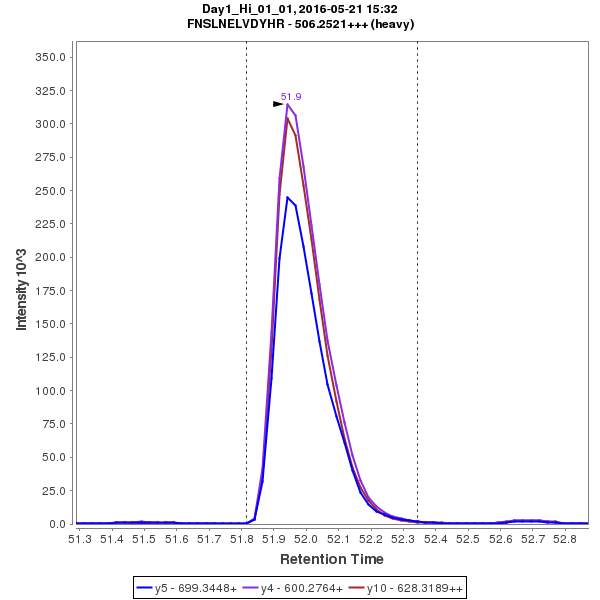 Day1_Hi_01_01, 2016-05-21 15:32
FNSLNELVDYHR - 506.2521+++ (heavy)
51.9
350.0
325.0
300.0
275.0
250.0
225.0
200.0
175.0
150.0
125.0
100.0
75.0
50.0
25.0
0.0
Intensity 10^3
51.3 51.4 51.5 51.6 51.7 51.8 51.9 52.0 52.1 52.2 52.3 52.4 52.5 52.6 52.7 52.8
Retention Time
y5 - 699.3448+ y4 - 600.2764+ y10 - 628.3189++